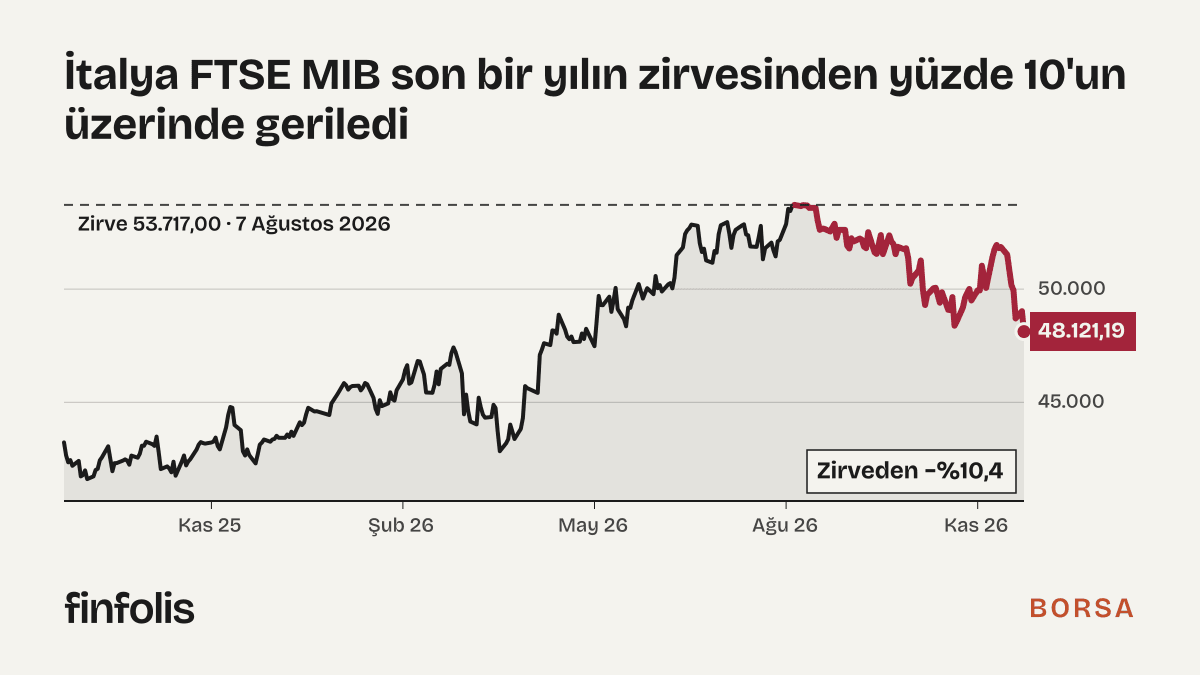 İtalya FTSE MIB son bir yılın zirvesinden yüzde 10'un
üzerinde geriledi
Zirve 53.717,00 · 7 Ağustos 2026
50.000
48.121,19
45.000
Zirveden −%10,4
Kas 25
Şub 26
May 26
Ağu 26
Kas 26
finfolis
BORSA